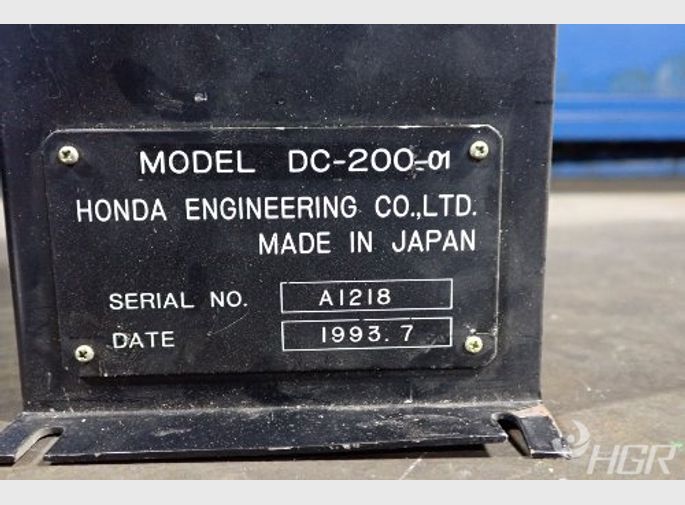 MODEL DC-200-01
HONDA ENGINEERING CO.,LTD.
MADE IN JAPAN
SERIAL NO. A1218
DATE 1993.7
HGR